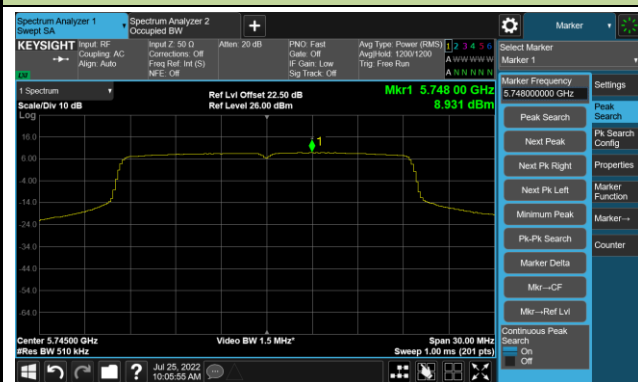 Spectrum Analyzer 1
Swept SA
Spectrum Analyzer 2
Occupied BW
+
Marker
KEYSIGHT
Input: RF
Coupling: AC
Align: Auto
Input Z: 50 Ω
Corrections: Off
Freq Ref: Int (S)
NFE: Off
Atten: 20 dB
PNO: Fast
Gate: Off
IF Gain: Low
Sig Track: Off
Avg Type: Power (RMS)
Avg|Hold: 1200/1200
Trig: Free Run
1 2 3 4 5 6
A W W W W W
A N N N N N
Select Marker
Marker 1
LXI
1 Spectrum
Scale/Div 10 dB
Log
Ref Lvl Offset 22.50 dB
Ref Level 26.00 dBm
Mkr1 5.748 00 GHz
8.931 dBm
16.0
6.00
-4.00
-14.0
-24.0
-34.0
-44.0
-54.0
-64.0
1
Center 5.74500 GHz
#Res BW 510 kHz
Video BW 1.5 MHz*
Span 30.00 MHz
Sweep 1.00 ms (201 pts)
Marker Frequency
5.748000000 GHz
Peak Search
Next Peak
Next Pk Right
Next Pk Left
Minimum Peak
Pk-Pk Search
Marker Delta
Mkr→CF
Mkr→Ref Lvl
Continuous Peak
Search
On
Off
Settings
Peak
Search
Pk Search
Config
Properties
Marker
Function
Marker→
Counter
?
Jul 25, 2022
10:05:55 AM